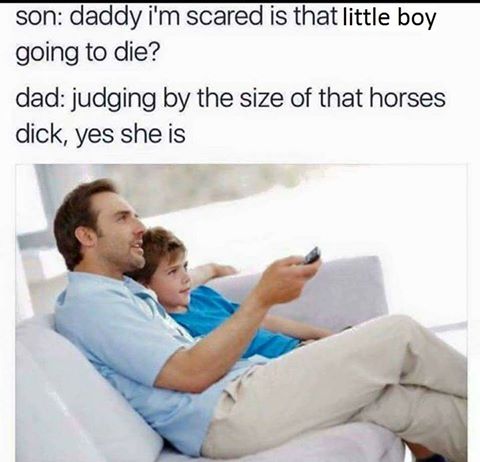 son: daddy i'm scared is that little boy
going to die?
dad: judging by the size of that horses
dick, yes she is